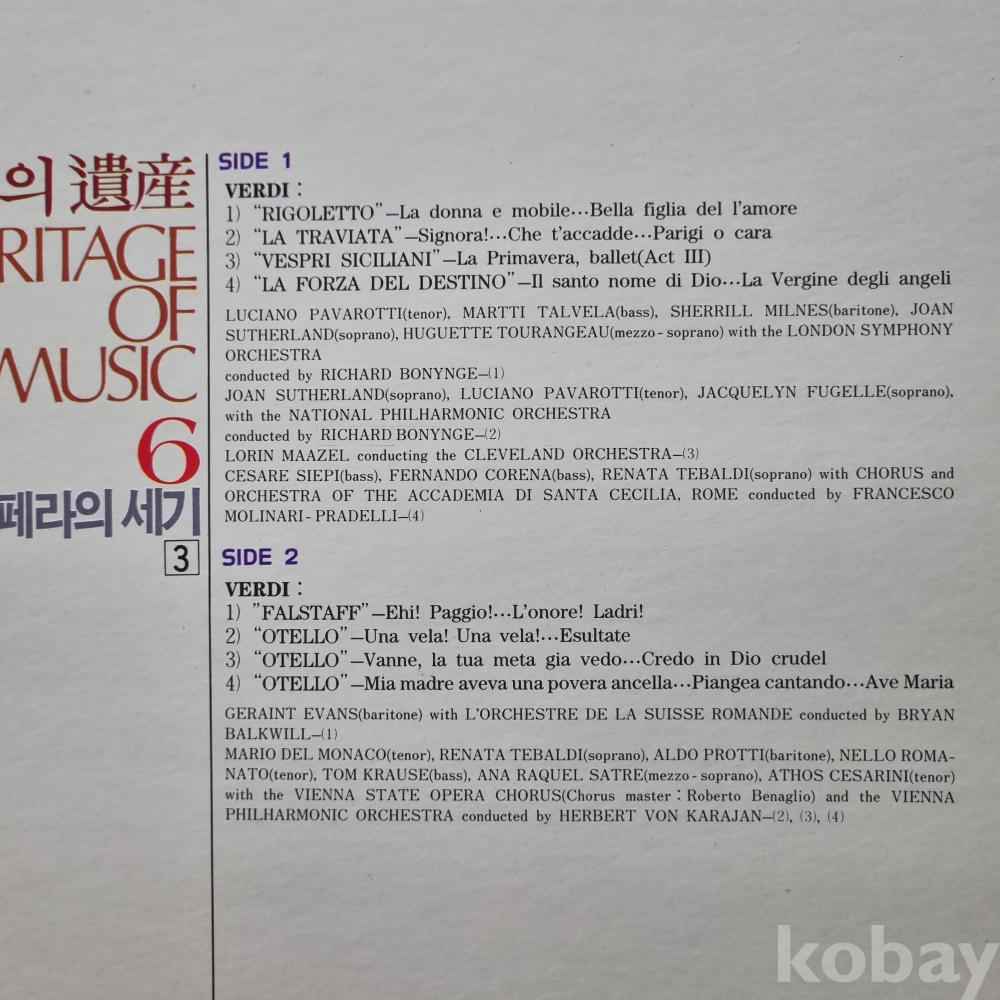 의 遺産
RITAGE
OF
MUSIC
6
페라의 세기
3
SIDE 1
VERDI :
1) “RIGOLETTO”–La donna e mobile…Bella figlia del l’amore
2) “LA TRAVIATA”–Signora!…Che t’accadde…Parigi o cara
3) “VESPRI SICILIANI”–La Primavera, ballet(Act III)
4) “LA FORZA DEL DESTINO”–Il santo nome di Dio…La Vergine degli angeli
LUCIANO PAVAROTTI(tenor), MARTTI TALVELA(bass), SHERRILL MILNES(baritone), JOAN
SUTHERLAND(soprano), HUGUETTE TOURANGEAU(mezzo-soprano) with the LONDON SYMPHONY
ORCHESTRA
conducted by RICHARD BONYNGE–(1)
JOAN SUTHERLAND(soprano), LUCIANO PAVAROTTI(tenor), JACQUELYN FUGELLE(soprano),
with the NATIONAL PHILHARMONIC ORCHESTRA
conducted by RICHARD BONYNGE–(2)
LORIN MAAZEL conducting the CLEVELAND ORCHESTRA–(3)
CESARE SIEPI(bass), FERNANDO CORENA(bass), RENATA TEBALDI(soprano) with CHORUS and
ORCHESTRA OF THE ACCADEMIA DI SANTA CECILIA, ROME conducted by FRANCESCO
MOLINARI-PRADELLI–(4)
SIDE 2
VERDI :
1) ”FALSTAFF”–Ehi! Paggio!…L’onore! Ladri!
2) “OTELLO”–Una vela! Una vela!…Esultate
3) “OTELLO”–Vanne, la tua meta gia vedo…Credo in Dio crudel
4) “OTELLO”–Mia madre aveva una povera ancella…Piangea cantando…Ave Maria
GERAINT EVANS(baritone) with L’ORCHESTRE DE LA SUISSE ROMANDE conducted by BRYAN
BALKWILL–(1)
MARIO DEL MONACO(tenor), RENATA TEBALDI(soprano), ALDO PROTTI(baritone), NELLO ROMA-
NATO(tenor), TOM KRAUSE(bass), ANA RAQUEL SATRE(mezzo-soprano), ATHOS CESARINI(tenor)
with the VIENNA STATE OPERA CHORUS(Chorus master : Roberto Benaglio) and the VIENNA
PHILHARMONIC ORCHESTRA conducted by HERBERT VON KARAJAN–(2), (3), (4)
kobay